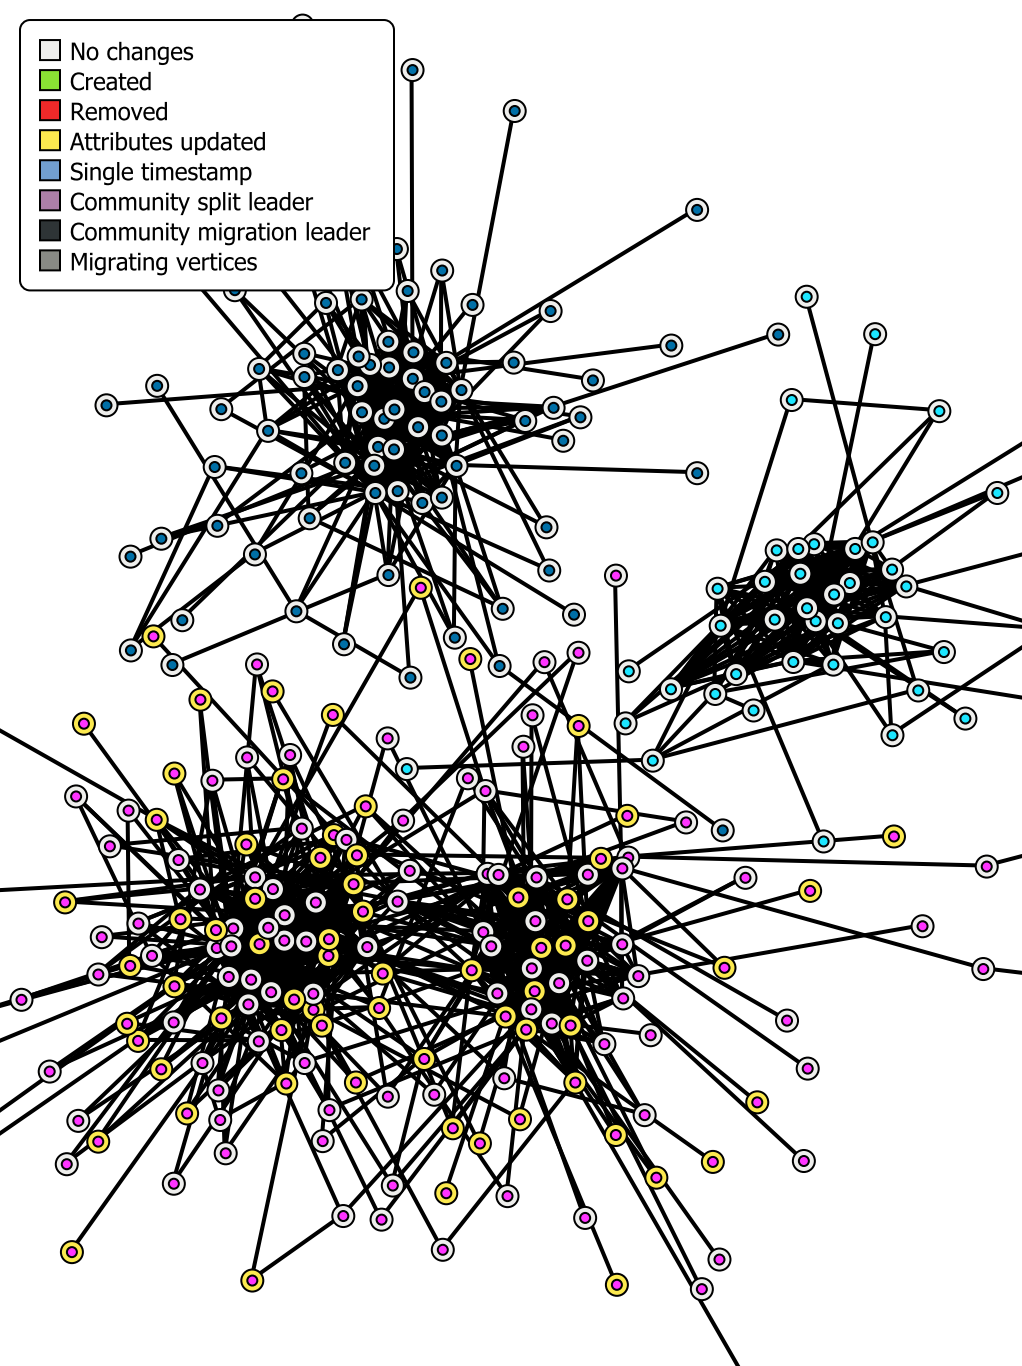 No changes
Created
Removed
Attributes updated
Single timestamp
Community split leader
Community migration leader
Migrating vertices